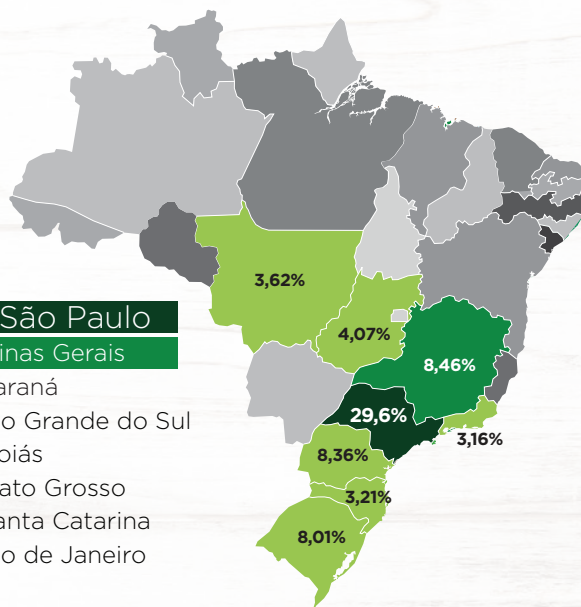 3,62%
4,07%
8,46%
29,6%
3,16%
8,36%
3,21%
8,01%
São Paulo
inas Gerais
araná
o Grande do Sul
oiás
ato Grosso
anta Catarina
o de Janeiro